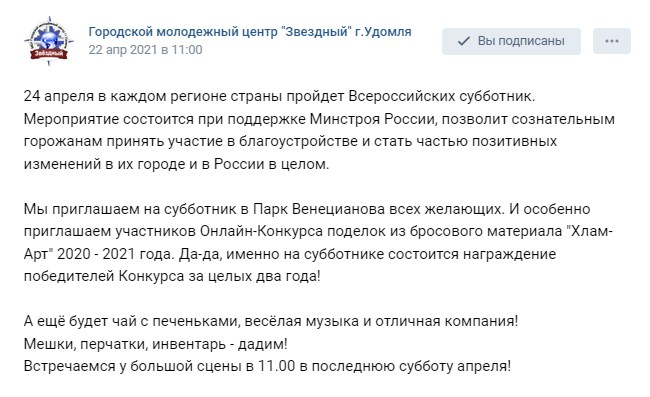 Городской молодежный центр "Звездный" г.Удомля
22 апр 2021 в 11:00
Вы подписаны
Звёздный
24 апреля в каждом регионе страны пройдет Всероссийских субботник.
Мероприятие состоится при поддержке Минстроя России, позволит сознательным
горожанам принять участие в благоустройстве и стать частью позитивных
изменений в их городе и в России в целом.
Мы приглашаем на субботник в Парк Венецианова всех желающих. И особенно
приглашаем участников Онлайн-Конкурса поделок из бросового материала "Хлам-
Арт" 2020 - 2021 года. Да-да, именно на субботнике состоится награждение
победителей Конкурса за целых два года!
А ещё будет чай с печеньками, весёлая музыка и отличная компания!
Мешки, перчатки, инвентарь - дадим!
Встречаемся у большой сцены в 11.00 в последнюю субботу апреля!